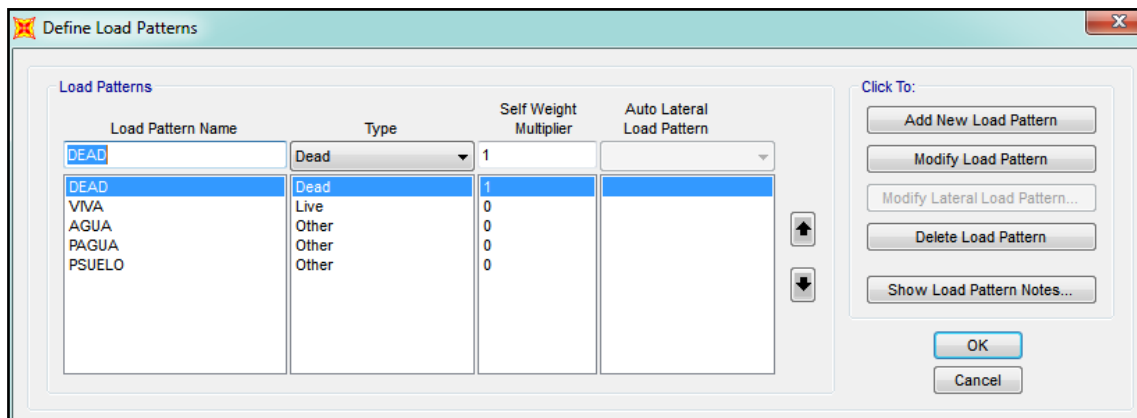 Define Load Patterns
Load Patterns
Click To:
Load Pattern Name Type Self Weight Multiplier Auto Lateral Load Pattern
DEAD Dead 1
DEAD Dead 1
VIVA Live 0
AGUA Other 0
PAGUA Other 0
PSUELO Other 0
Add New Load Pattern
Modify Load Pattern
Modify Lateral Load Pattern...
Delete Load Pattern
Show Load Pattern Notes...
OK
Cancel